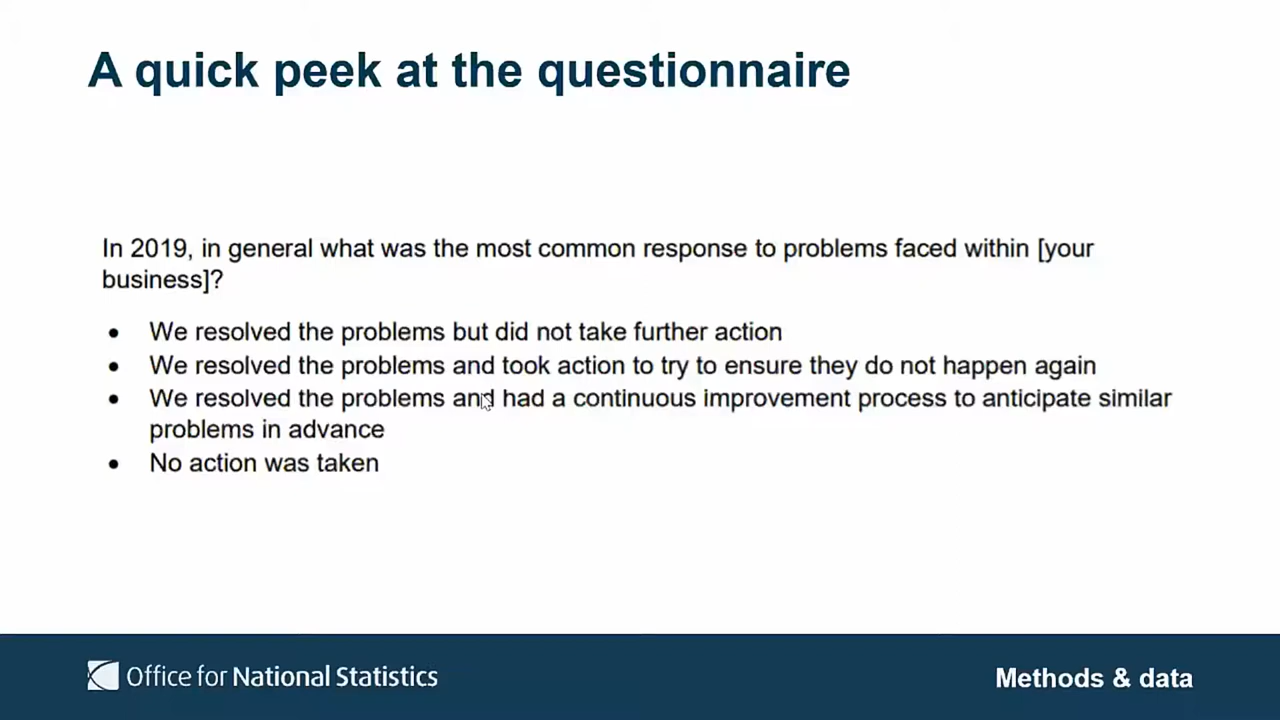 A quick peek at the questionnaire
In 2019, in general what was the most common response to problems faced within [your
business]?
• We resolved the problems but did not take further action
• We resolved the problems and took action to try to ensure they do not happen again
• We resolved the problems and had a continuous improvement process to anticipate similar
problems in advance
• No action was taken
Office for National Statistics
Methods & data